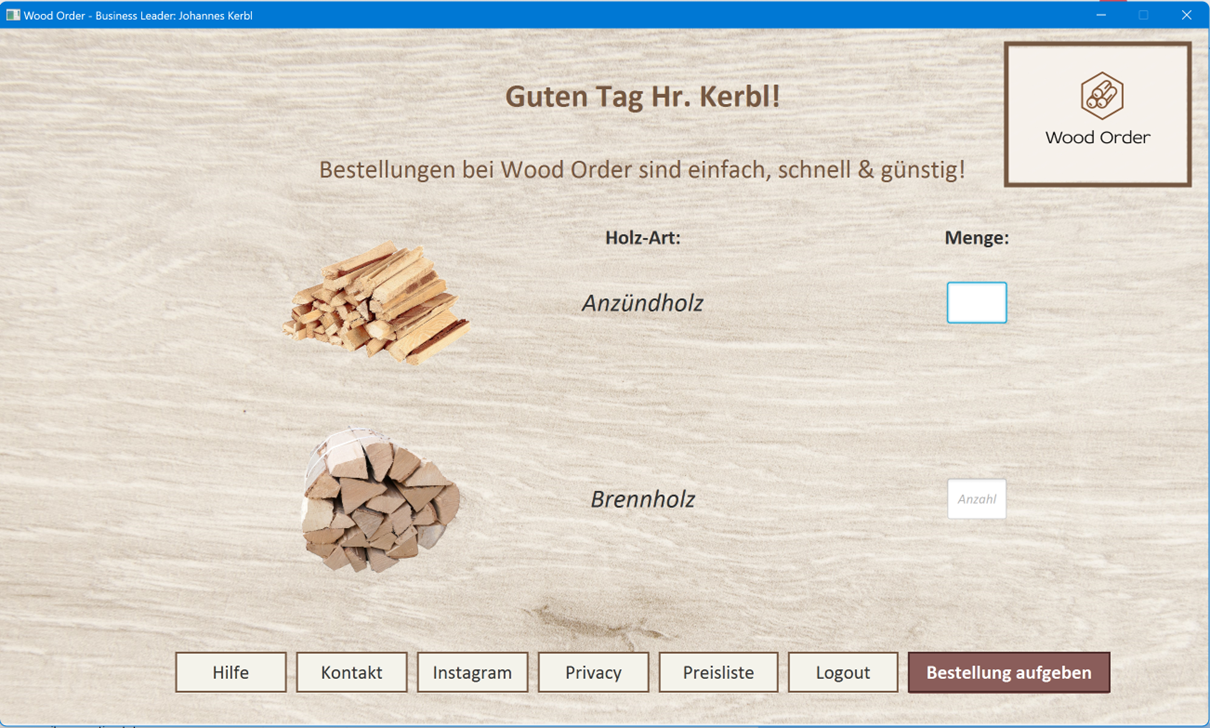 Wood Order - Business Leader: Johannes Kerbl
Guten Tag Hr. Kerbl!
Wood Order
Bestellungen bei Wood Order sind einfach, schnell & günstig!
Holz-Art: Menge:
Anzündholz
Brennholz Anzahl
Hilfe Kontakt Instagram Privacy Preisliste Logout Bestellung aufgeben